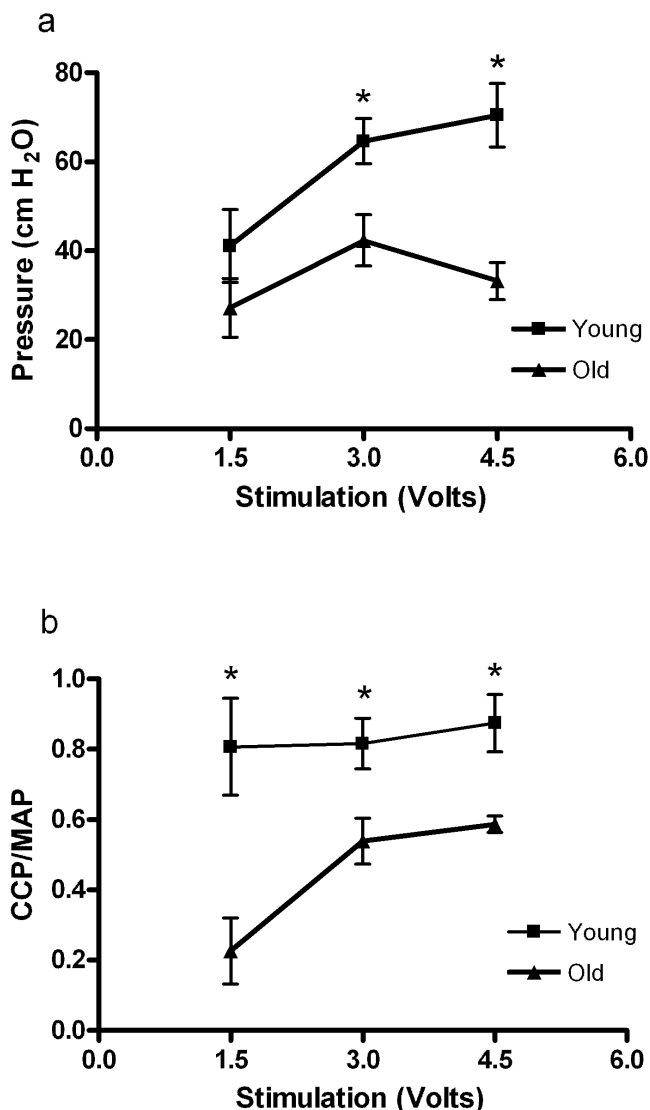 a
80
60
40
20
0
Pressure (cm H₂O)
*
*
Young
Old
0.0 1.5 3.0 4.5 6.0
Stimulation (Volts)
b
1.0
0.8
0.6
0.4
0.2
0.0
CCP/MAP
*
*
*
Young
Old
0.0 1.5 3.0 4.5 6.0
Stimulation (Volts)